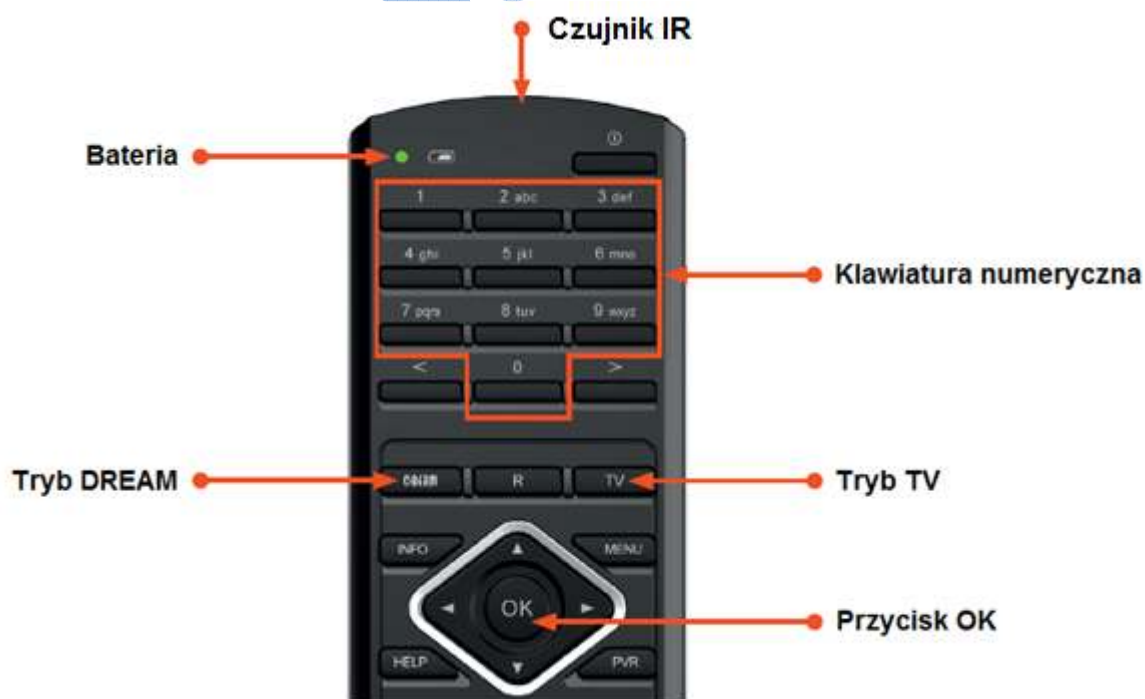 Czujnik IR
Bateria
1 2 abc 3 def
4 ghi 5 jkl 6 mno
Klawiatura numeryczna
7 pqrs 8 tuv 9 wxyz
< 0 >
Tryb DREAM
DREAM R TV
Tryb TV
INFO MENU
OK
Przycisk OK
HELP PVR